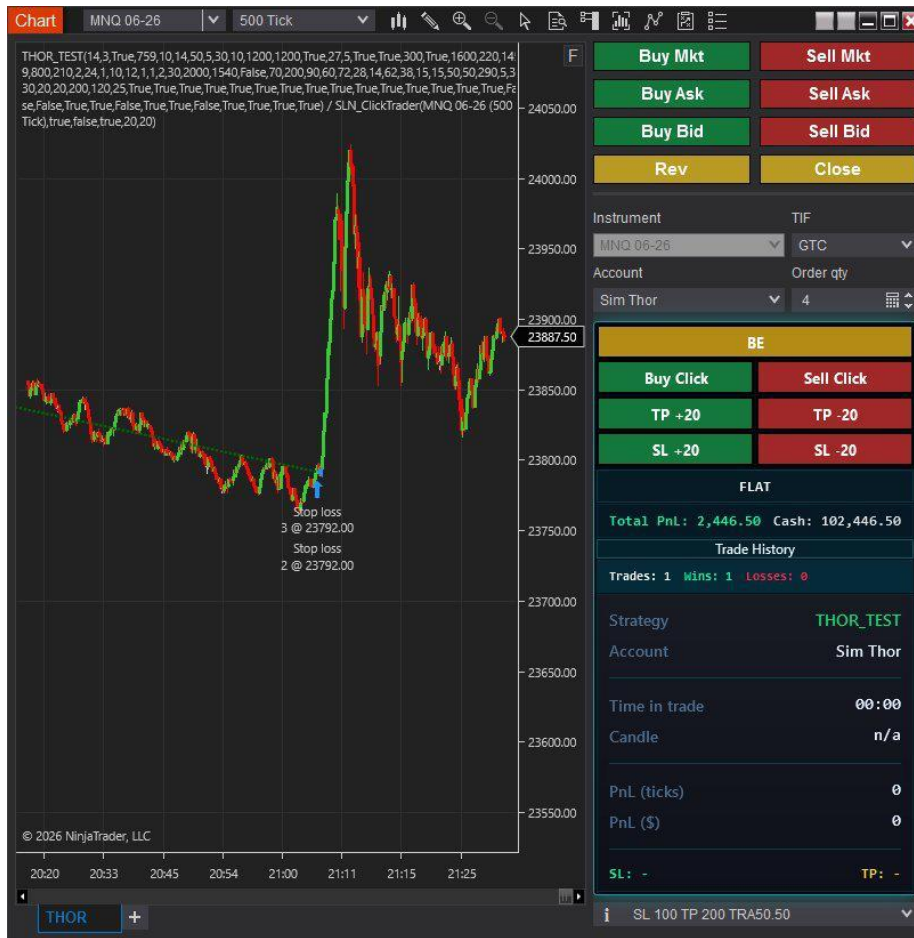 Chart MNQ 06-26 500 Tick
THOR_TEST(14,3,True,759,10,14,50,5,30,10,1200,1200,True,27,5,True,True,300,True,1600,220,14
9,800,210,2,24,1,10,12,1,1,2,30,2000,1540,False,70,200,90,60,72,28,14,62,38,15,15,50,50,290,5,3
30,20,20,200,120,25,True,True,True,True,True,True,True,True,True,True,True,True,True,True,Fa
se,False,True,True,False,True,True,False,True,True,True,True) / SLN_ClickTrader(MNQ 06-26 (500
Tick),true,false,true,20,20)
F
24050.00
24000.00
23950.00
23900.00
23887.50
23850.00
23800.00
23750.00
23700.00
23650.00
23600.00
23550.00
Stop loss
3 @ 23792.00
Stop loss
2 @ 23792.00
© 2026 NinjaTrader, LLC
20:20 20:33 20:45 20:54 21:00 21:11 21:15 21:25
THOR +
Buy Mkt Sell Mkt
Buy Ask Sell Ask
Buy Bid Sell Bid
Rev Close
Instrument TIF
MNQ 06-26 GTC
Account Order qty
Sim Thor 4
BE
Buy Click Sell Click
TP +20 TP -20
SL +20 SL -20
FLAT
Total PnL: 2,446.50 Cash: 102,446.50
Trade History
Trades: 1 Wins: 1 Losses: 0
Strategy THOR_TEST
Account Sim Thor
Time in trade 00:00
Candle n/a
PnL (ticks) 0
PnL ($) 0
SL: - TP: -
SL 100 TP 200 TRA50.50